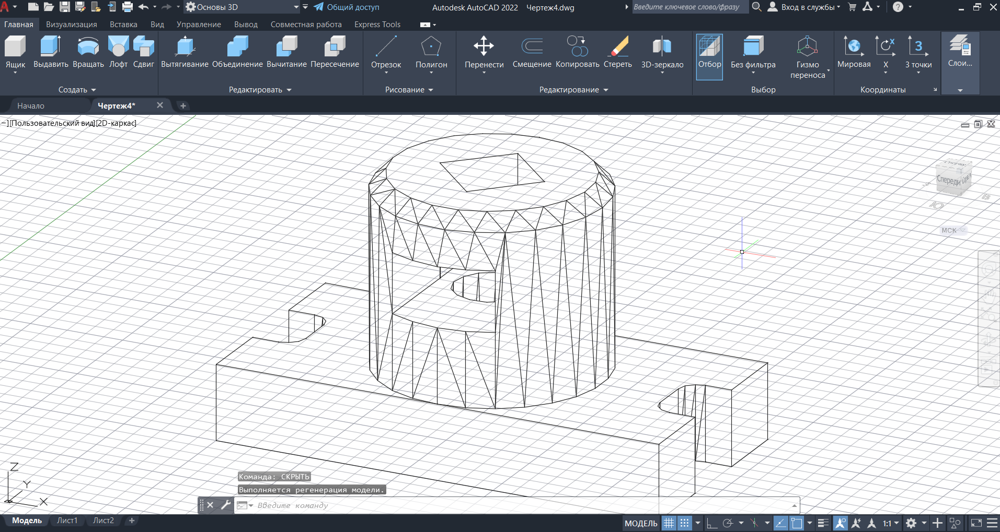 Основы 3D
Общий доступ
Autodesk AutoCAD 2022 Чертеж4.dwg
Введите ключевое слово/фразу
Вход в службы
Главная Визуализация Вставка Вид Управление Вывод Совместная работа Express Tools
Ящик Выдавить Вращать Лофт Сдвиг Вытягивание Объединение Вычитание Пересечение Отрезок Полигон Перенести Смещение Копировать Стереть 3D-зеркало Отбор Без фильтра Гизмо переноса Мировая X 3 точки Слои...
Создать Редактировать Рисование Редактирование Выбор Координаты
Начало Чертеж4*
−][Пользовательский вид][2D-каркас]
Спереди
Ю
В
МСК
Z
Y
X
Команда: СКРЫТЬ
Выполняется регенерация модели.
Введите команду
Модель Лист1 Лист2
МОДЕЛЬ 1:1